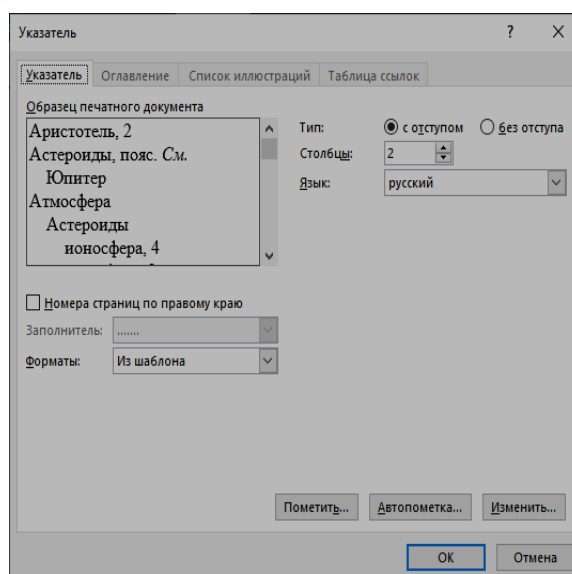 Указатель ? ×
Указатель Оглавление Список иллюстраций Таблица ссылок
Образец печатного документа
Аристотель, 2
Астероиды, пояс. См.
Юпитер
Атмосфера
Астероиды
ионосфера, 4
Тип: с отступом без отступа
Столбцы: 2
Язык: русский
Номера страниц по правому краю
Заполнитель: .......
Форматы: Из шаблона
Пометить... Автопометка... Изменить...
ОК Отмена